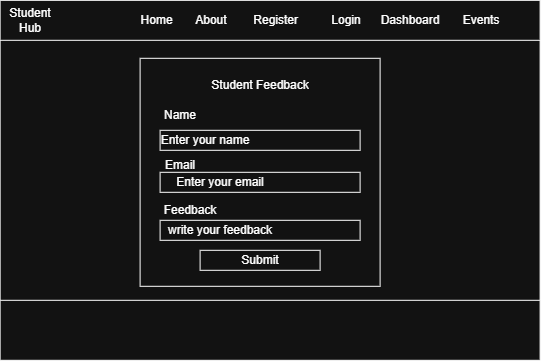 Student Hub
Home About Register Login Dashboard Events
Student Feedback
Name
Enter your name
Email
Enter your email
Feedback
write your feedback
Submit